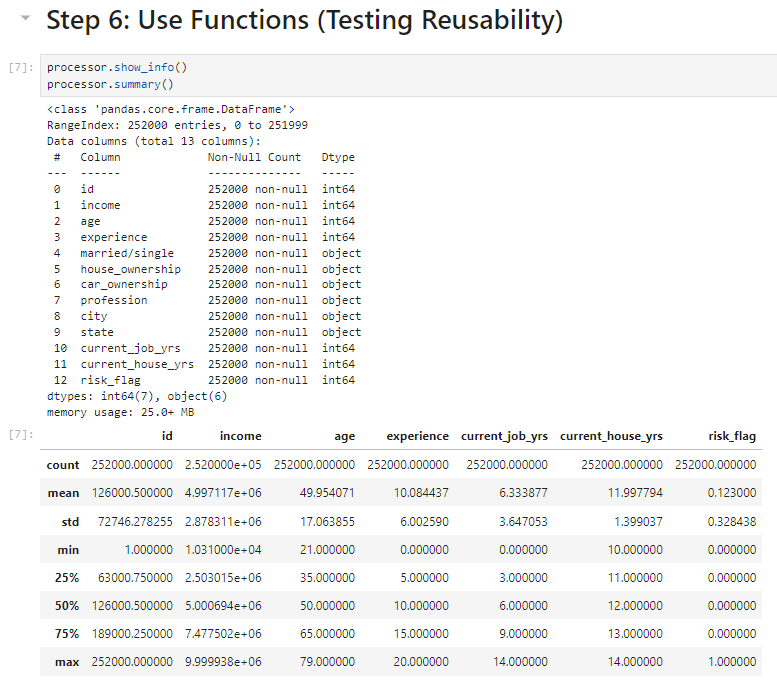 Step 6: Use Functions (Testing Reusability)
[7]: processor.show_info()
processor.summary()
<class 'pandas.core.frame.DataFrame'>
RangeIndex: 252000 entries, 0 to 251999
Data columns (total 13 columns):
 #   Column             Non-Null Count   Dtype
---  ------             --------------   -----
 0   id                 252000 non-null  int64
 1   income             252000 non-null  int64
 2   age                252000 non-null  int64
 3   experience         252000 non-null  int64
 4   married/single     252000 non-null  object
 5   house_ownership    252000 non-null  object
 6   car_ownership      252000 non-null  object
 7   profession         252000 non-null  object
 8   city               252000 non-null  object
 9   state              252000 non-null  object
 10  current_job_yrs    252000 non-null  int64
 11  current_house_yrs  252000 non-null  int64
 12  risk_flag          252000 non-null  int64
dtypes: int64(7), object(6)
memory usage: 25.0+ MB
[7]: id income age experience current_job_yrs current_house_yrs risk_flag
count 252000.000000 2.520000e+05 252000.000000 252000.000000 252000.000000 252000.000000 252000.000000
mean 126000.500000 4.997117e+06 49.954071 10.084437 6.333877 11.997794 0.123000
std 72746.278255 2.878311e+06 17.063855 6.002590 3.647053 1.399037 0.328438
min 1.000000 1.031000e+04 21.000000 0.000000 0.000000 10.000000 0.000000
25% 63000.750000 2.503015e+06 35.000000 5.000000 3.000000 11.000000 0.000000
50% 126000.500000 5.000694e+06 50.000000 10.000000 6.000000 12.000000 0.000000
75% 189000.250000 7.477502e+06 65.000000 15.000000 9.000000 13.000000 0.000000
max 252000.000000 9.999938e+06 79.000000 20.000000 14.000000 14.000000 1.000000